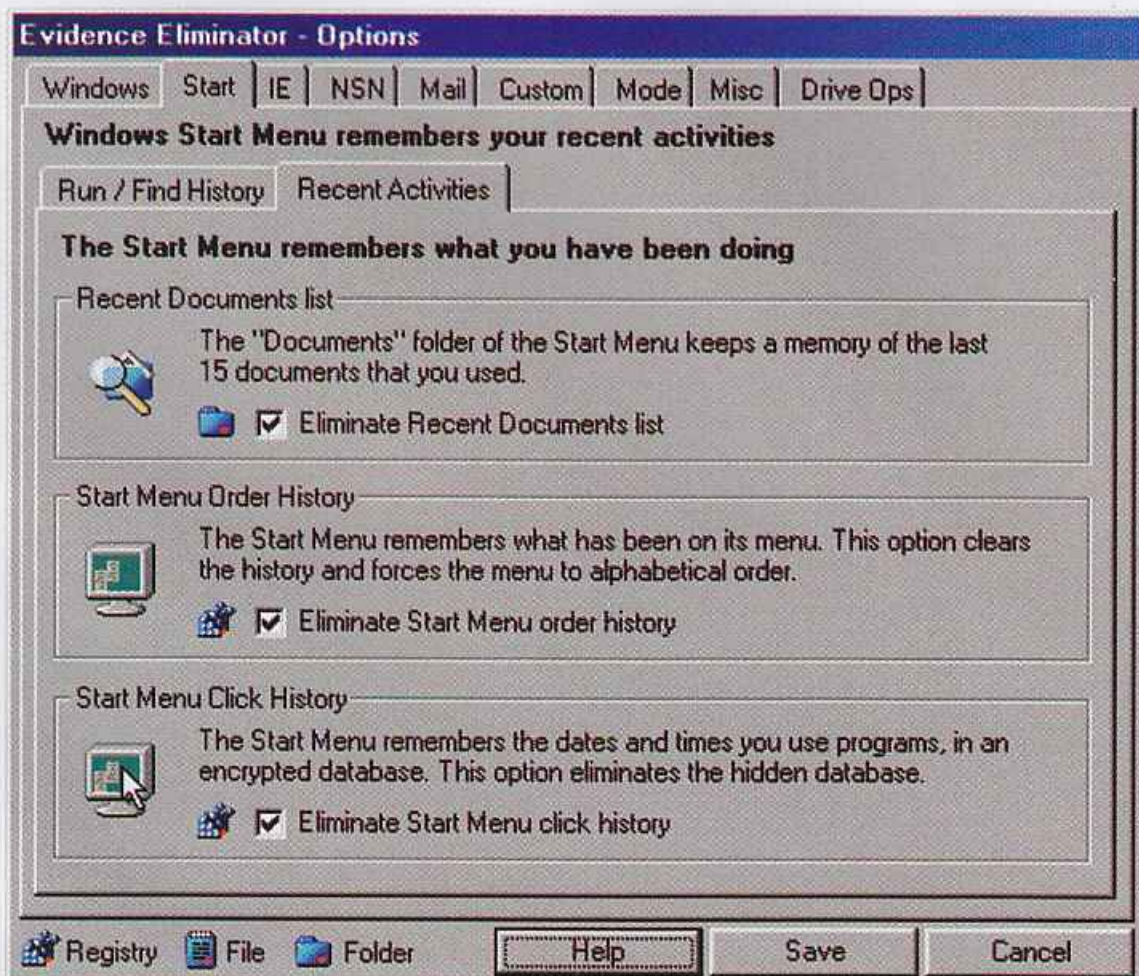 Evidence Eliminator - Options
Windows Start IE NSN Mail Custom Mode Misc Drive Ops
Windows Start Menu remembers your recent activities
Run / Find History Recent Activities
The Start Menu remembers what you have been doing
Recent Documents list
The "Documents" folder of the Start Menu keeps a memory of the last
15 documents that you used.
Eliminate Recent Documents list
Start Menu Order History
The Start Menu remembers what has been on its menu. This option clears
the history and forces the menu to alphabetical order.
Eliminate Start Menu order history
Start Menu Click History
The Start Menu remembers the dates and times you use programs, in an
encrypted database. This option eliminates the hidden database.
Eliminate Start Menu click history
Registry File Folder Help Save Cancel